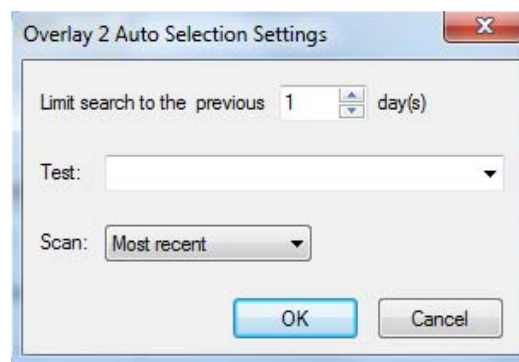 Overlay 2 Auto Selection Settings
Limit search to the previous 1 day(s)
Test:
Scan: Most recent
OK Cancel